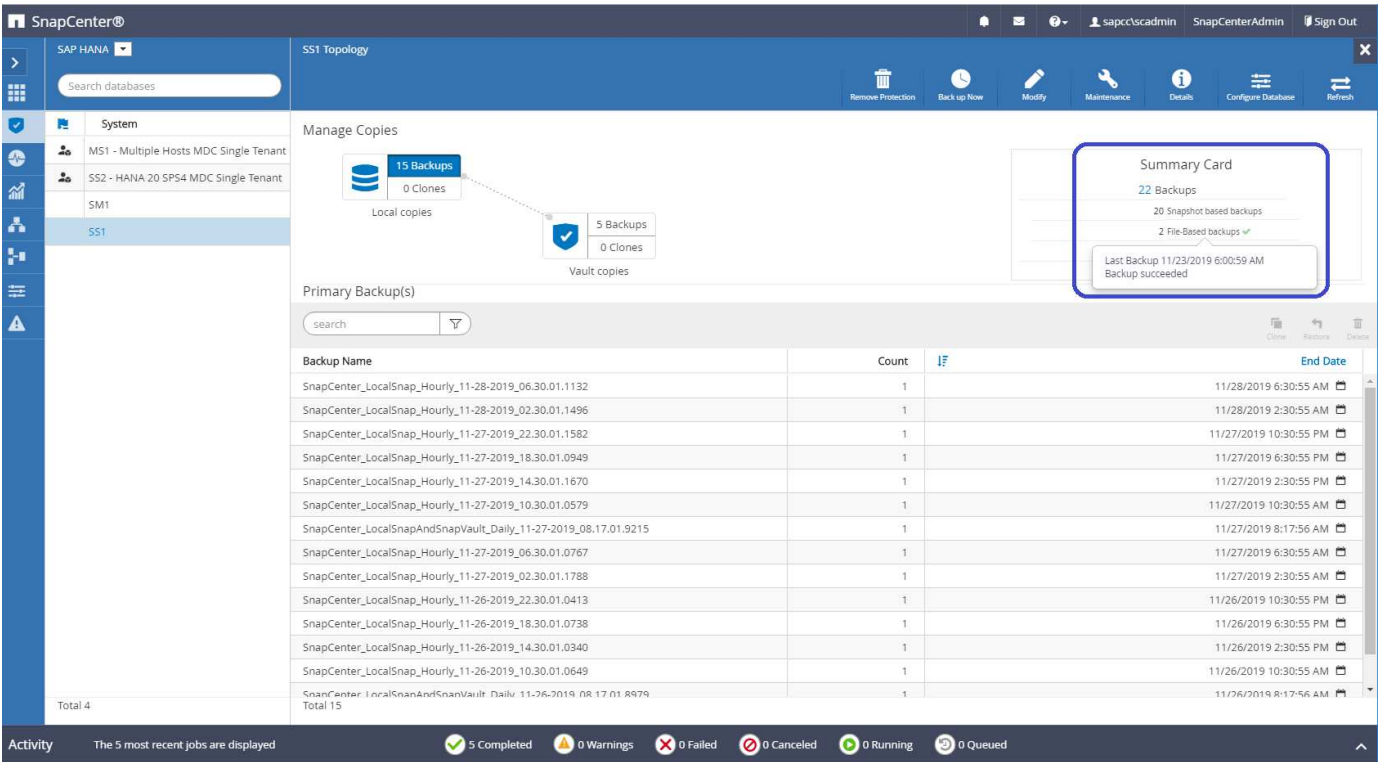 SnapCenter®
sapcc\scadmin SnapCenterAdmin Sign Out
SAP HANA
SS1 Topology
Search databases
Remove Protection Back up Now Modify Maintenance Details Configure Database Refresh
System
MS1 - Multiple Hosts MDC Single Tenant
SS2 - HANA 20 SPS4 MDC Single Tenant
SM1
SS1
Total 4
Manage Copies
15 Backups
0 Clones
Local copies
5 Backups
0 Clones
Vault copies
Summary Card
22 Backups
20 Snapshot based backups
2 File-Based backups
Last Backup 11/23/2019 6:00:59 AM
Backup succeeded
Primary Backup(s)
search
Clone Restore Delete
Backup Name Count End Date
SnapCenter_LocalSnap_Hourly_11-28-2019_06.30.01.1132 1 11/28/2019 6:30:55 AM
SnapCenter_LocalSnap_Hourly_11-28-2019_02.30.01.1496 1 11/28/2019 2:30:55 AM
SnapCenter_LocalSnap_Hourly_11-27-2019_22.30.01.1582 1 11/27/2019 10:30:55 PM
SnapCenter_LocalSnap_Hourly_11-27-2019_18.30.01.0949 1 11/27/2019 6:30:55 PM
SnapCenter_LocalSnap_Hourly_11-27-2019_14.30.01.1670 1 11/27/2019 2:30:55 PM
SnapCenter_LocalSnap_Hourly_11-27-2019_10.30.01.0579 1 11/27/2019 10:30:55 AM
SnapCenter_LocalSnapAndSnapVault_Daily_11-27-2019_08.17.01.9215 1 11/27/2019 8:17:56 AM
SnapCenter_LocalSnap_Hourly_11-27-2019_06.30.01.0767 1 11/27/2019 6:30:55 AM
SnapCenter_LocalSnap_Hourly_11-27-2019_02.30.01.1788 1 11/27/2019 2:30:55 AM
SnapCenter_LocalSnap_Hourly_11-26-2019_22.30.01.0413 1 11/26/2019 10:30:55 PM
SnapCenter_LocalSnap_Hourly_11-26-2019_18.30.01.0738 1 11/26/2019 6:30:55 PM
SnapCenter_LocalSnap_Hourly_11-26-2019_14.30.01.0340 1 11/26/2019 2:30:55 PM
SnapCenter_LocalSnap_Hourly_11-26-2019_10.30.01.0649 1 11/26/2019 10:30:55 AM
SnapCenter_LocalSnapAndSnapVault_Daily_11-26-2019_08.17.01.8979 1 11/26/2019 8:17:56 AM
Total 15
Activity The 5 most recent jobs are displayed 5 Completed 0 Warnings 0 Failed 0 Canceled 0 Running 0 Queued